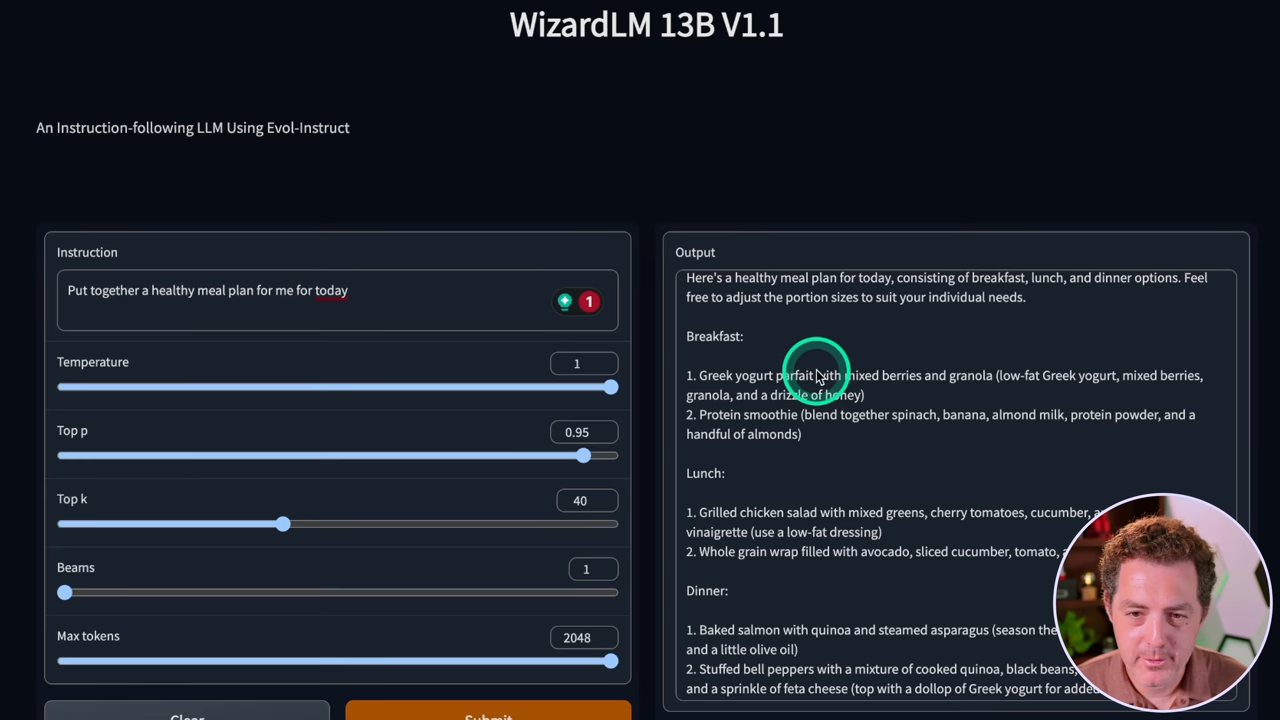 WizardLM 13B V1.1
An Instruction-following LLM Using Evol-Instruct
Instruction
Put together a healthy meal plan for me for today
1
Temperature
1
Top p
0.95
Top k
40
Beams
1
Max tokens
2048
Clear
Submit
Output
Here's a healthy meal plan for today, consisting of breakfast, lunch, and dinner options. Feel
free to adjust the portion sizes to suit your individual needs.
Breakfast:
1. Greek yogurt parfait with mixed berries and granola (low-fat Greek yogurt, mixed berries,
granola, and a drizzle of honey)
2. Protein smoothie (blend together spinach, banana, almond milk, protein powder, and a
handful of almonds)
Lunch:
1. Grilled chicken salad with mixed greens, cherry tomatoes, cucumber,
vinaigrette (use a low-fat dressing)
2. Whole grain wrap filled with avocado, sliced cucumber, tomato,
Dinner:
1. Baked salmon with quinoa and steamed asparagus (season the
and a little olive oil)
2. Stuffed bell peppers with a mixture of cooked quinoa, black beans,
and a sprinkle of feta cheese (top with a dollop of Greek yogurt for